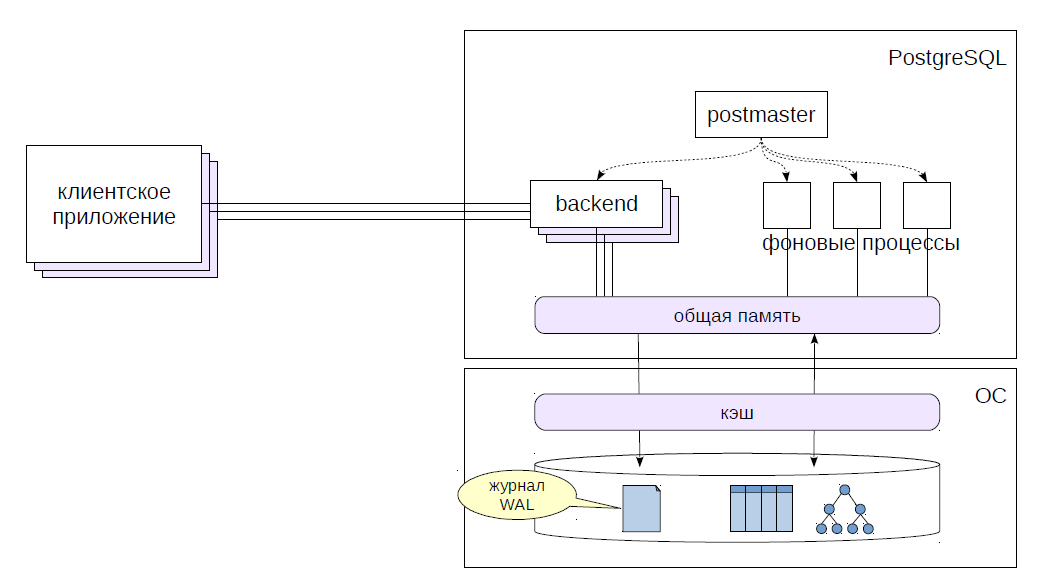 PostgreSQL
postmaster
клиентское
приложение
backend
фоновые процессы
общая память
ОС
кэш
журнал
WAL